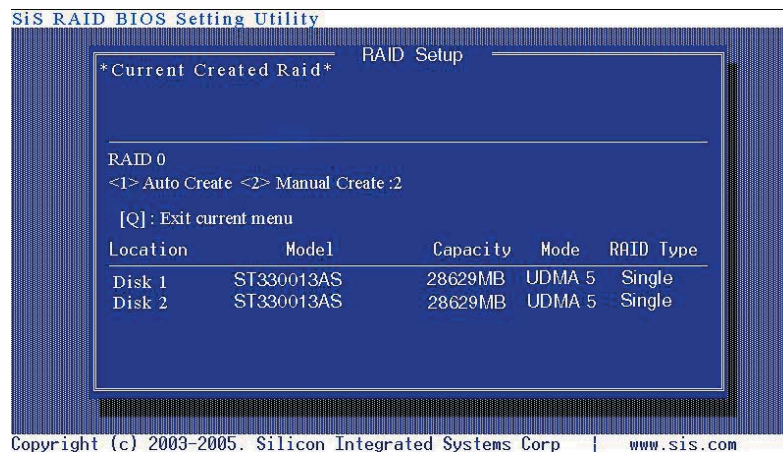 SiS RAID BIOS Setting Utility
RAID Setup
*Current Created Raid*
RAID 0
<1> Auto Create <2> Manual Create :2
[Q] : Exit current menu
Location Model Capacity Mode RAID Type
Disk 1 ST330013AS 28629MB UDMA 5 Single
Disk 2 ST330013AS 28629MB UDMA 5 Single
Copyright (c) 2003-2005. Silicon Integrated Systems Corp | www.sis.com